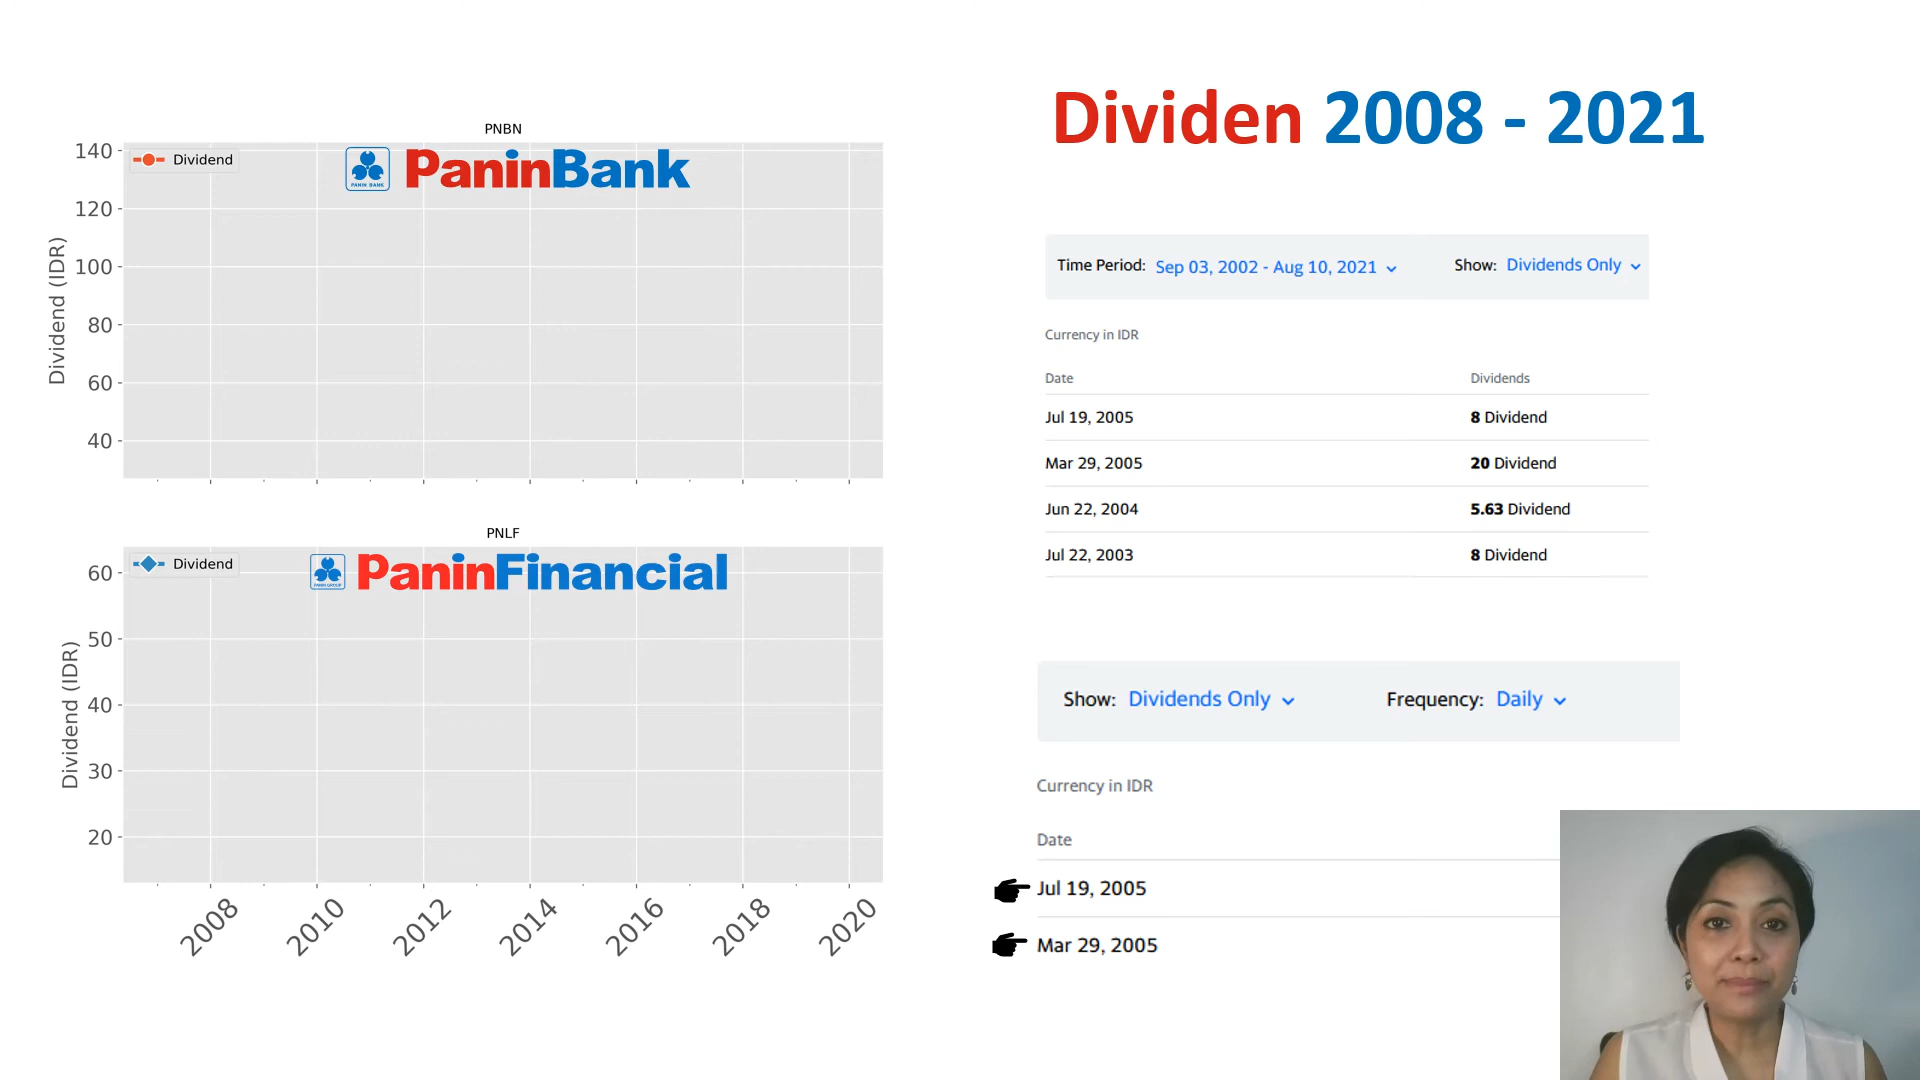 Dividen 2008 - 2021
PNBN
Dividend
PANIN BANK
PaninBank
Dividend (IDR)
140
120
100
80
60
40
PNLF
Dividend
PANIN GROUP
PaninFinancial
Dividend (IDR)
60
50
40
30
20
2008 2010 2012 2014 2016 2018 2020
Time Period: Sep 03, 2002 - Aug 10, 2021 Show: Dividends Only
Currency in IDR
Date Dividends
Jul 19, 2005 8 Dividend
Mar 29, 2005 20 Dividend
Jun 22, 2004 5.63 Dividend
Jul 22, 2003 8 Dividend
Show: Dividends Only Frequency: Daily
Currency in IDR
Date
Jul 19, 2005
Mar 29, 2005